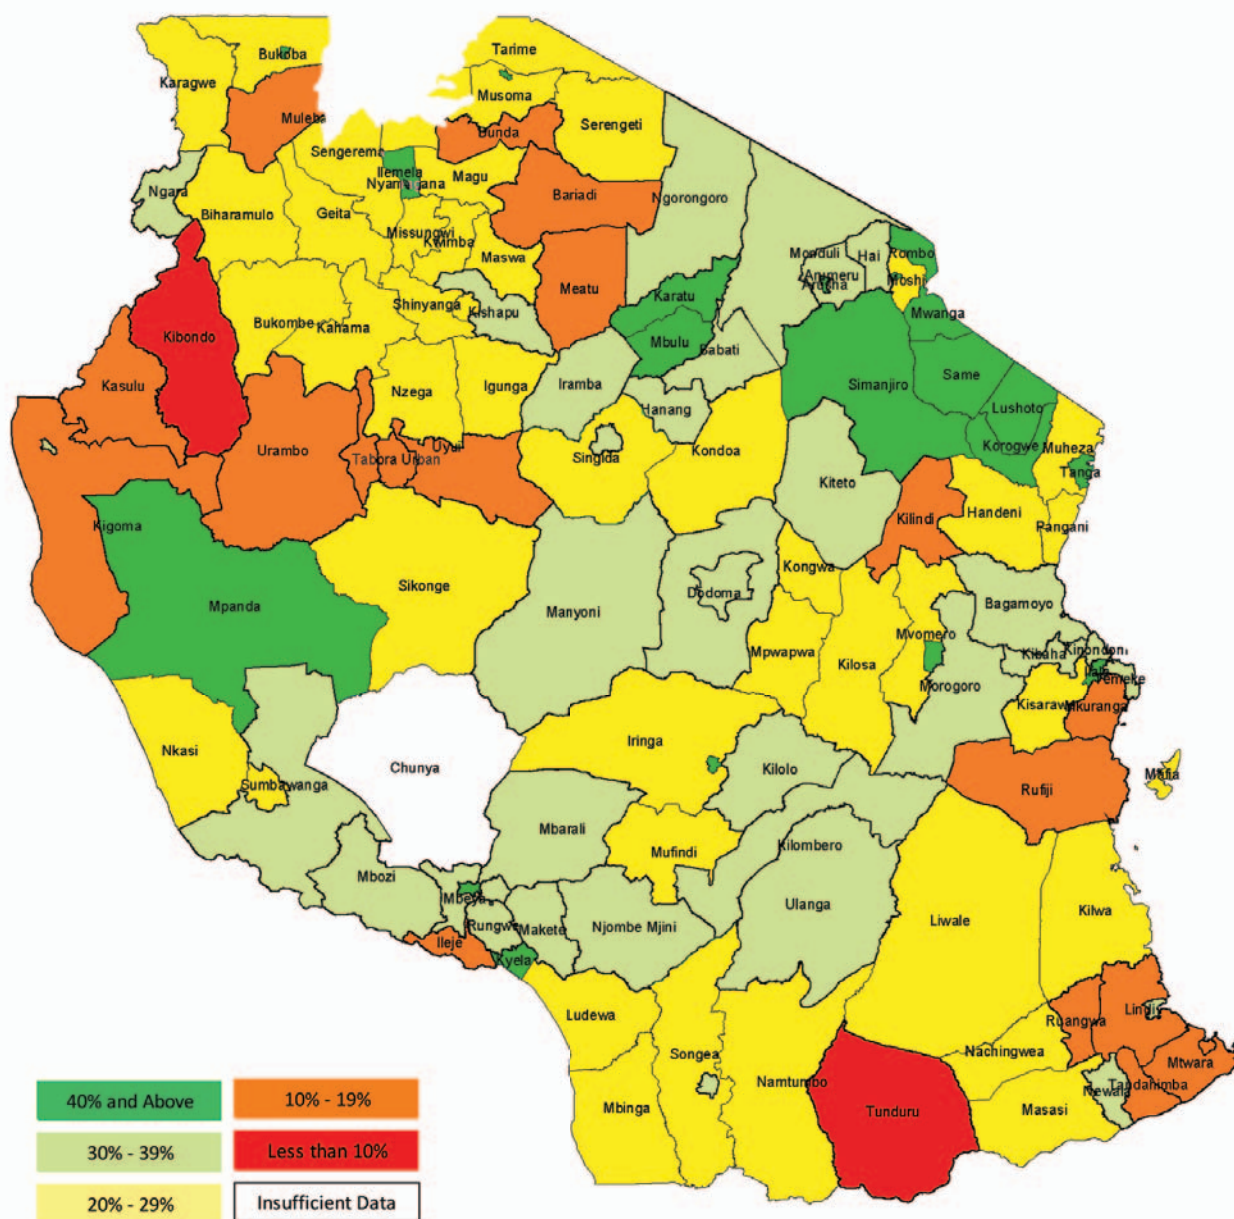 Bukoba
Tarime
Karagwe
Musoma
Muleba
Bunda
Serengeti
Sengerema
Ilemela
Magu
Ngara
Bariadi
Ngorongoro
Biharamulo
Geita
Missungwi
Kwimba
Maswa
Monduli
Hai
Rombo
Arumeru
Arusha
Moshi
Meatu
Karatu
Kibondo
Bukombe
Kahama
Shinyanga
Kishapu
Mwanga
Mbulu
Babati
Kasulu
Nzega
Igunga
Iramba
Simanjiro
Same
Hanang
Lushoto
Urambo
Tabora Urban
Uyui
Singida
Kondoa
Korogwe
Muheza
Tanga
Kiteto
Kilindi
Handeni
Pangani
Kigoma
Sikonge
Kongwa
Mpanda
Manyoni
Dodoma
Bagamoyo
Mvomero
Kibaha
Kinondoni
Mpwapwa
Kilosa
Ilala
Temeke
Morogoro
Kisarawe
Mkuranga
Nkasi
Iringa
Chunya
Kilolo
Mafia
Sumbawanga
Rufiji
Mbarali
Mufindi
Kilombero
Mbozi
Mbeya
Ulanga
Rungwe
Makete
Njombe Mjini
Liwale
Kilwa
Ileje
Kyela
Ludewa
Ruangwa
Lindi
Songea
Nachingwea
Mtwara
Namtumbo
Tandahimba
Newala
Mbinga
Tunduru
Masasi
40% and Above
10% - 19%
30% - 39%
Less than 10%
20% - 29%
Insufficient Data